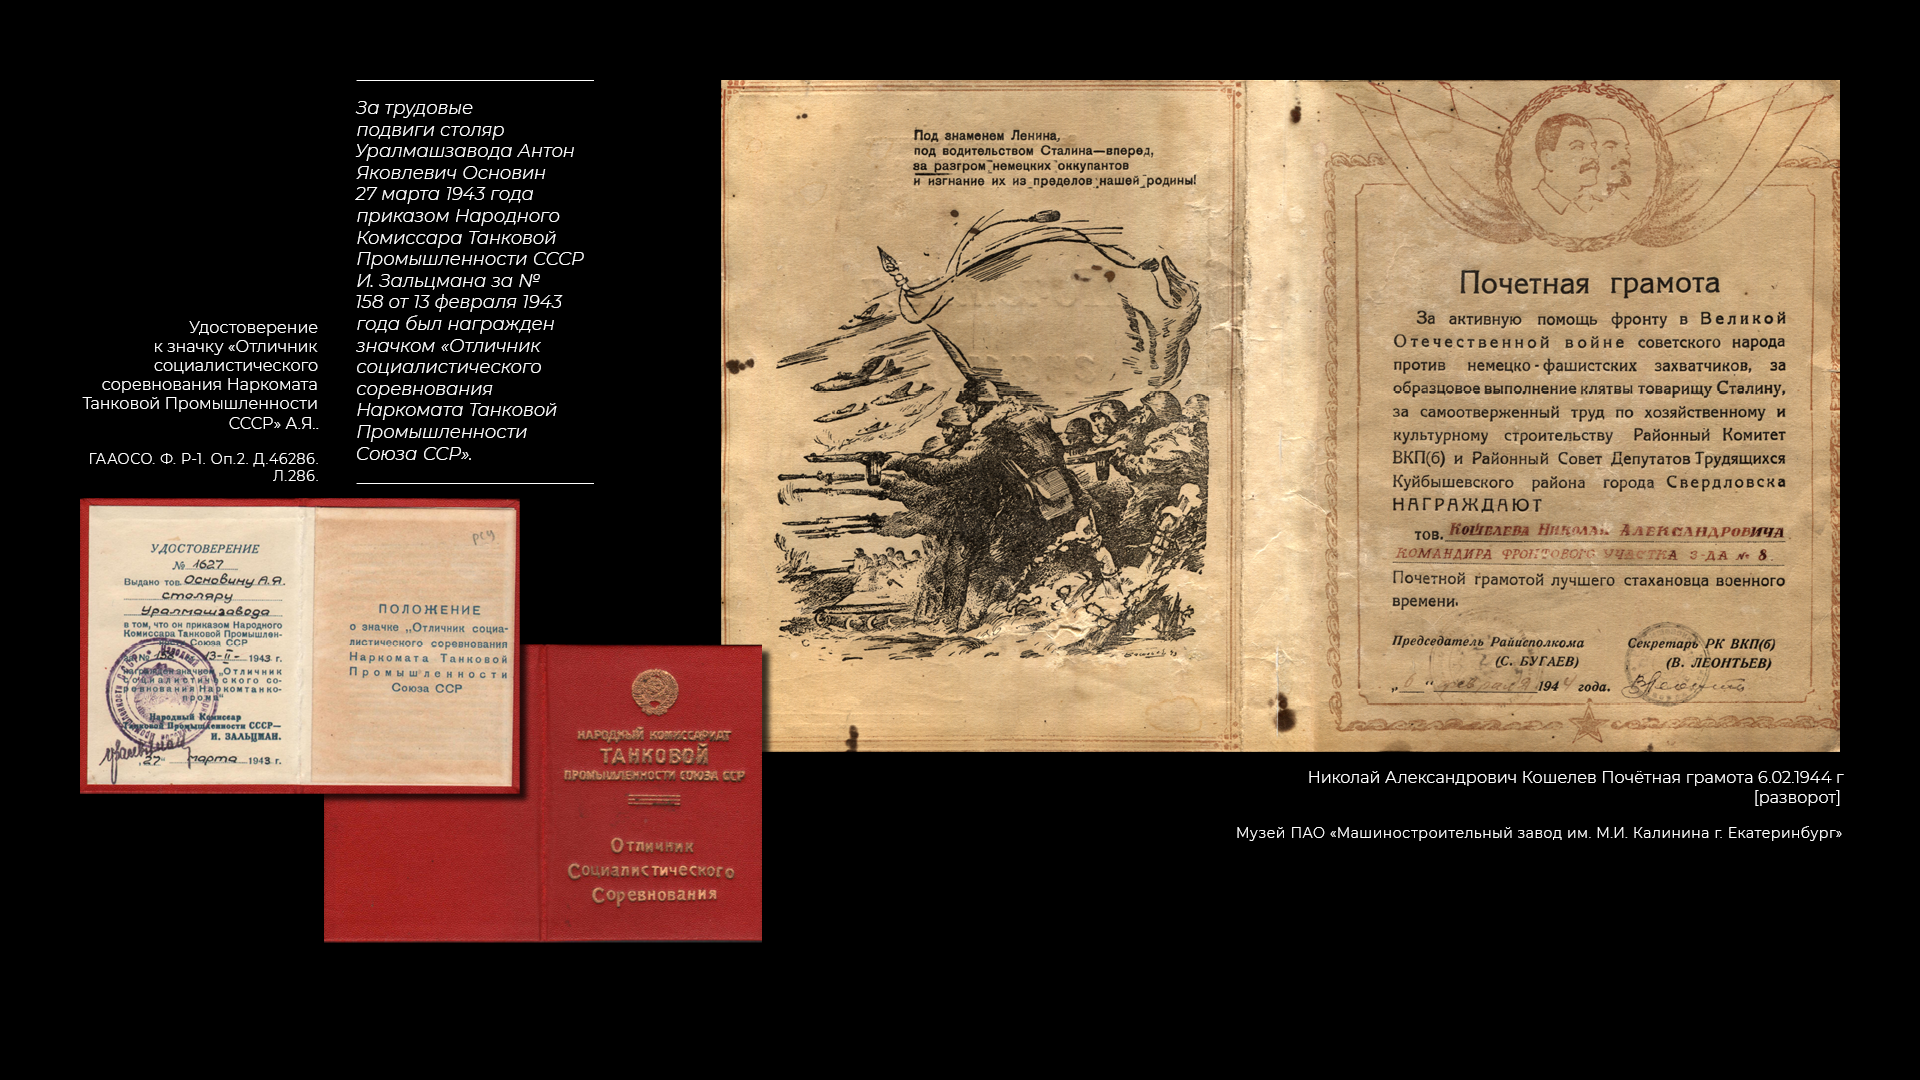 За трудовые
подвиги столяр
Уралмашзавода Антон
Яковлевич Основин
27 марта 1943 года
приказом Народного
Комиссара Танковой
Промышленности СССР
И. Зальцмана за №
158 от 13 февраля 1943
года был награжден
значком «Отличник
социалистического
соревнования
Наркомата Танковой
Промышленности
Союза ССР».
Удостоверение
к значку «Отличник
социалистического
соревнования Наркомата
Танковой Промышленности
СССР» А.Я..
ГААОСО. Ф. Р-1. Оп.2. Д.46286.
Л.286.
УДОСТОВЕРЕНИЕ
№ 1627
Выдано тов. Основину А.Я.
столяру
Уралмашзавода
в том, что он приказом Народного
Комиссара Танковой Промышлен-
Союза ССР
№ 158 13-II- 1943 г.
награжден значком „Отличник
социалистического со-
ревнования Наркомтанко-
прома"
Народный Комиссар
Танковой Промышленности СССР—
И. ЗАЛЬЦМАН.
„27" марта 1943 г.
РСУ
ПОЛОЖЕНИЕ
о значке „Отличник социа-
листического соревнования
Наркомата Танковой
Промышленности
Союза ССР
НАРОДНЫЙ КОМИССАРИАТ
ТАНКОВОЙ
ПРОМЫШЛЕННОСТИ СОЮЗА ССР
Отличник
Социалистического
Соревнования
Под знаменем Ленина,
под водительством Сталина—вперед,
за разгром немецких оккупантов
и изгнание их из пределов нашей родины!
Почетная грамота
За активную помощь фронту в Великой
Отечественной войне советского народа
против немецко-фашистских захватчиков, за
образцовое выполнение клятвы товарищу Сталину,
за самоотверженный труд по хозяйственному и
культурному строительству Районный Комитет
ВКП(б) и Районный Совет Депутатов Трудящихся
Куйбышевского района города Свердловска
НАГРАЖДАЮТ
тов. КОШЕЛЕВА НИКОЛАЯ АЛЕКСАНДРОВИЧА
КОМАНДИРА ФРОНТОВОГО УЧАСТКА З-ДА № 8.
Почетной грамотой лучшего стахановца военного
времени.
Председатель Райисполкома
(С. БУГАЕВ)
Секретарь РК ВКП(б)
(В. ЛЕОНТЬЕВ)
„6" февраля 1944 года.
Николай Александрович Кошелев Почётная грамота 6.02.1944 г
[разворот]
Музей ПАО «Машиностроительный завод им. М.И. Калинина г. Екатеринбург»